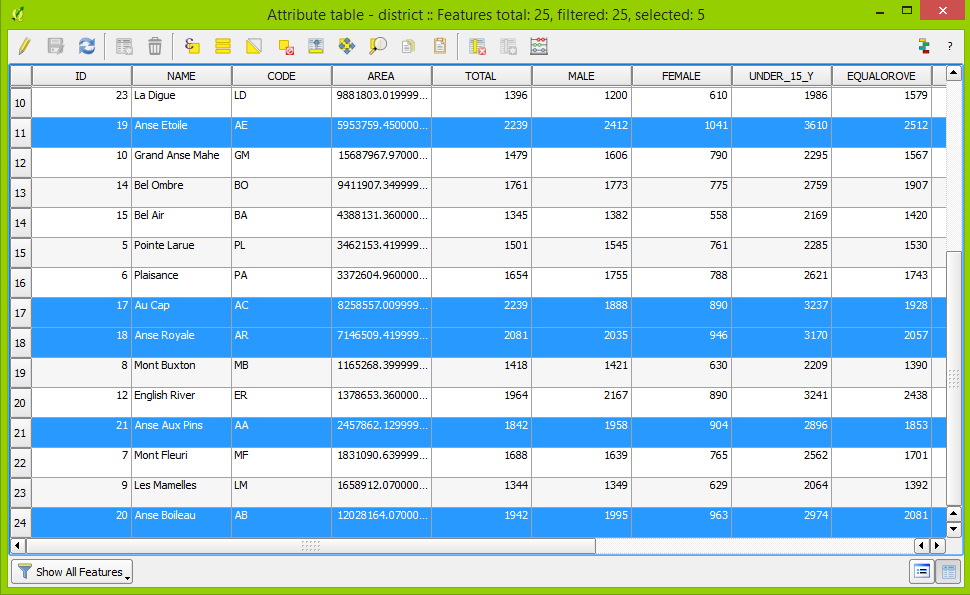 Attribute table - district :: Features total: 25, filtered: 25, selected: 5
?
ID NAME CODE AREA TOTAL MALE FEMALE UNDER_15_Y EQUALOROVE
10 23 La Digue LD 9881803.019999... 1396 1200 610 1986 1579
11 19 Anse Etoile AE 5953759.450000... 2239 2412 1041 3610 2512
12 10 Grand Anse Mahe GM 15687967.97000... 1479 1606 790 2295 1567
13 14 Bel Ombre BO 9411907.349999... 1761 1773 775 2759 1907
14 15 Bel Air BA 4388131.360000... 1345 1382 558 2169 1420
15 5 Pointe Larue PL 3462153.419999... 1501 1545 761 2285 1530
16 6 Plaisance PA 3372604.960000... 1654 1755 788 2621 1743
17 17 Au Cap AC 8258557.009999... 2239 1888 890 3237 1928
18 18 Anse Royale AR 7146509.419999... 2081 2035 946 3170 2057
19 8 Mont Buxton MB 1165268.399999... 1418 1421 630 2209 1390
20 12 English River ER 1378653.360000... 1964 2167 890 3241 2438
21 21 Anse Aux Pins AA 2457862.129999... 1842 1958 904 2896 1853
22 7 Mont Fleuri MF 1831090.639999... 1688 1639 765 2562 1701
23 9 Les Mamelles LM 1658912.070000... 1344 1349 629 2064 1392
24 20 Anse Boileau AB 12028164.07000... 1942 1995 963 2974 2081
Show All Features